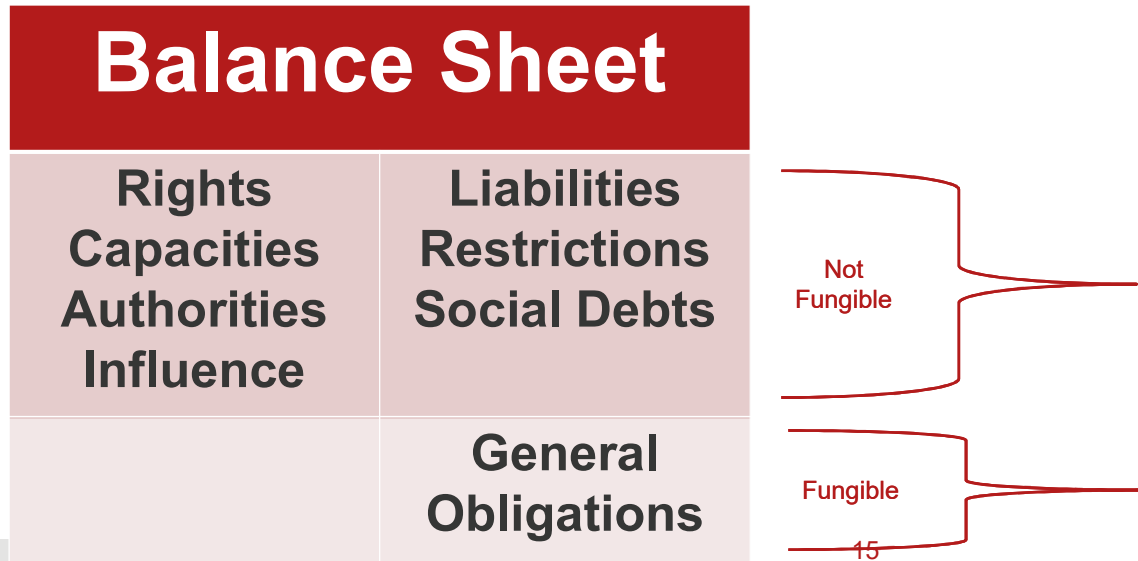 Balance Sheet
Rights
Capacities
Authorities
Influence
Liabilities
Restrictions
Social Debts
Not
Fungible
General
Obligations
Fungible
15